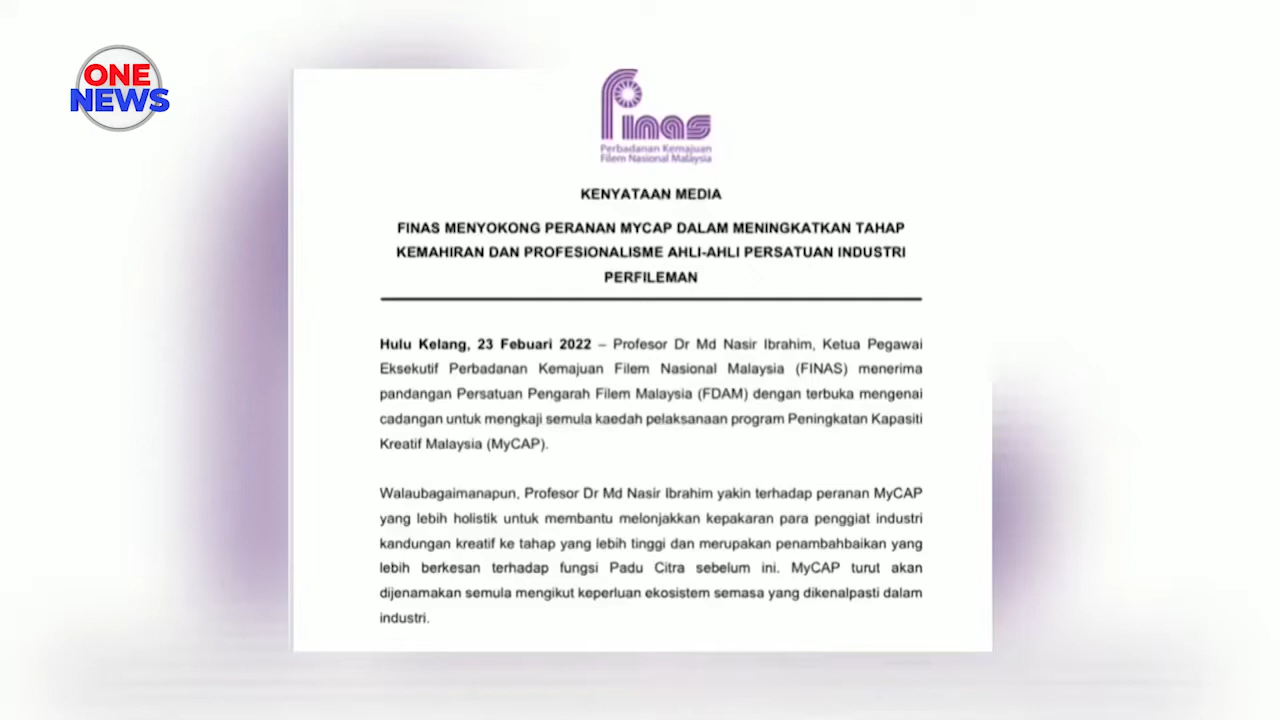 ONE
NEWS
Finas
Perbadanan Kemajuan
Filem Nasional Malaysia
KENYATAAN MEDIA
FINAS MENYOKONG PERANAN MYCAP DALAM MENINGKATKAN TAHAP
KEMAHIRAN DAN PROFESIONALISME AHLI-AHLI PERSATUAN INDUSTRI
PERFILEMAN
Hulu Kelang, 23 Febuari 2022 – Profesor Dr Md Nasir Ibrahim, Ketua Pegawai
Eksekutif Perbadanan Kemajuan Filem Nasional Malaysia (FINAS) menerima
pandangan Persatuan Pengarah Filem Malaysia (FDAM) dengan terbuka mengenai
cadangan untuk mengkaji semula kaedah pelaksanaan program Peningkatan Kapasiti
Kreatif Malaysia (MyCAP).
Walaubagaimanapun, Profesor Dr Md Nasir Ibrahim yakin terhadap peranan MyCAP
yang lebih holistik untuk membantu melonjakkan kepakaran para penggiat industri
kandungan kreatif ke tahap yang lebih tinggi dan merupakan penambahbaikan yang
lebih berkesan terhadap fungsi Padu Citra sebelum ini. MyCAP turut akan
dijenamakan semula mengikut keperluan ekosistem semasa yang dikenalpasti dalam
industri.